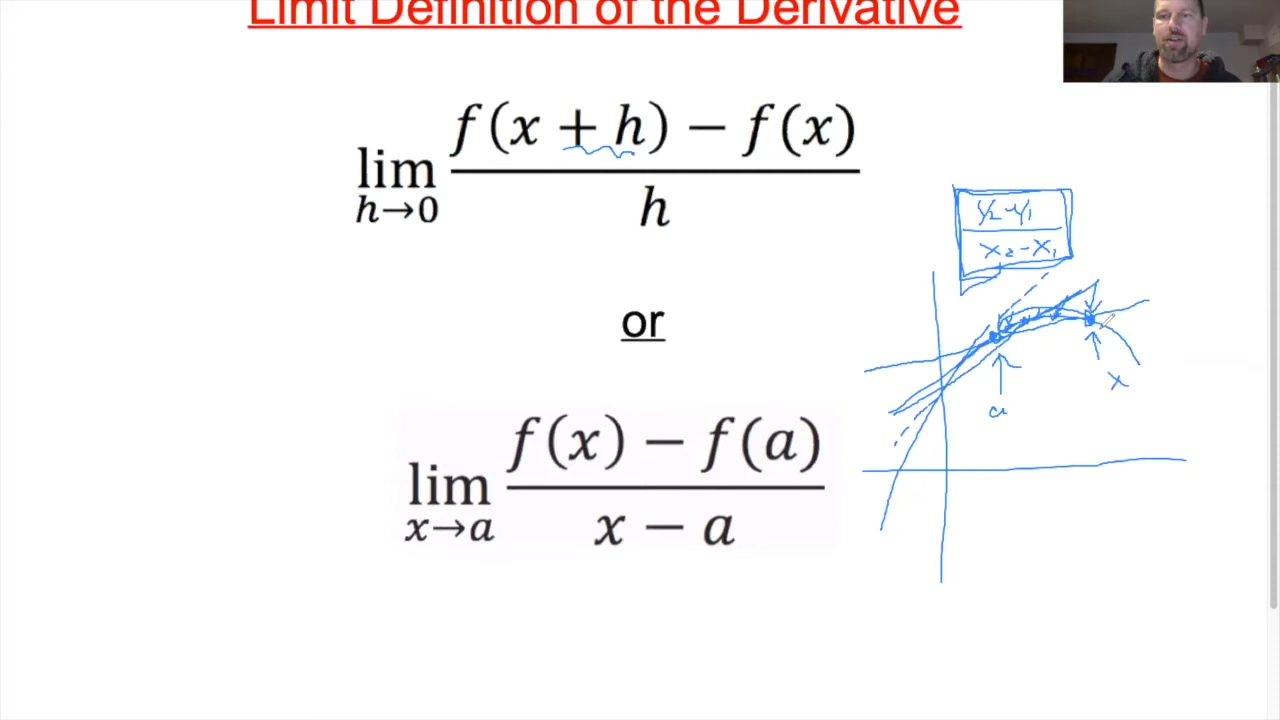 Limit Definition of the Derivative
f(x + h) − f(x)
lim
h→0
h
y₂ - y₁
x₂ - x₁
or
x
a
f(x) − f(a)
lim
x→a
x − a